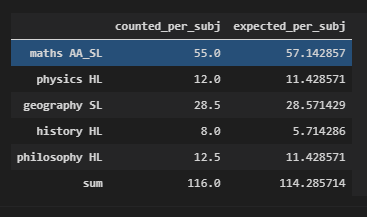 counted_per_subj expected_per_subj
maths AA_SL 55.0 57.142857
physics HL 12.0 11.428571
geography SL 28.5 28.571429
history HL 8.0 5.714286
philosophy HL 12.5 11.428571
sum 116.0 114.285714